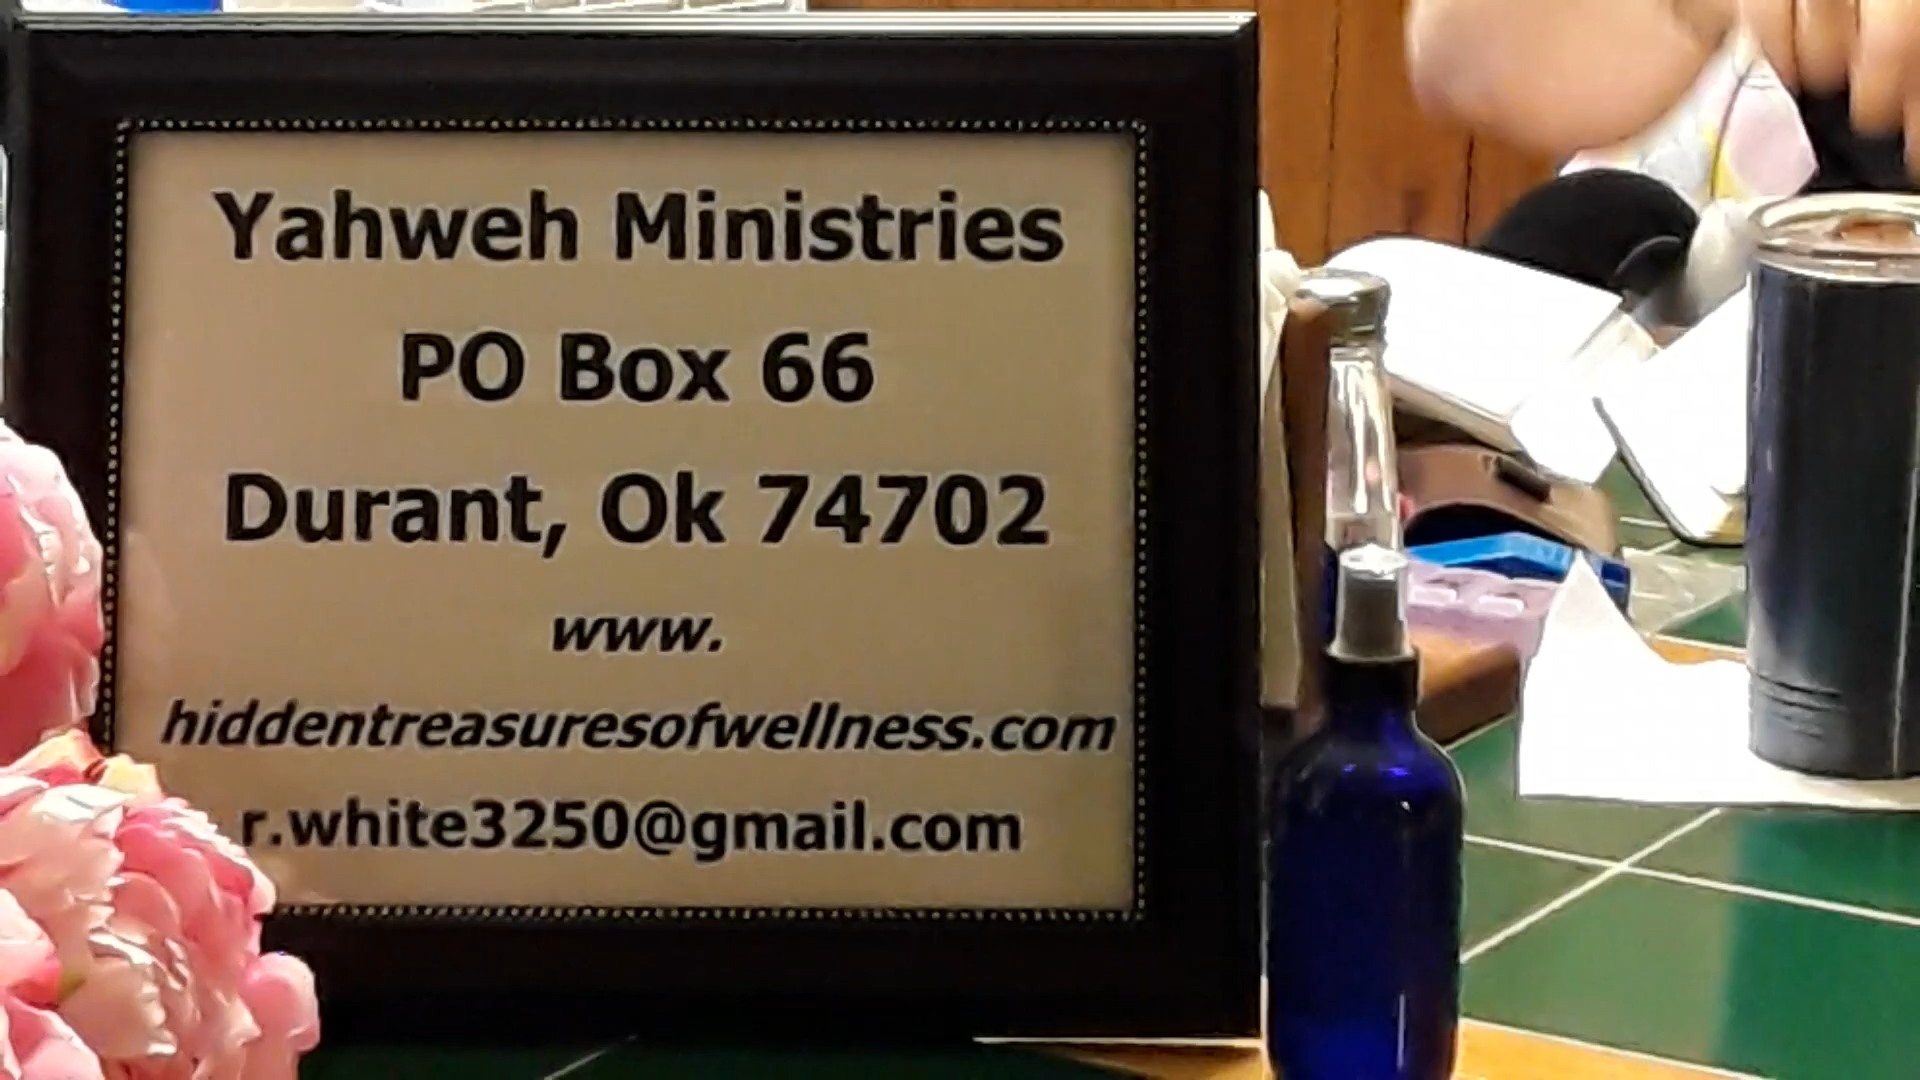 Yahweh Ministries
PO Box 66
Durant, Ok 74702
www.
hiddentreasuresofwellness.com
r.white3250@gmail.com